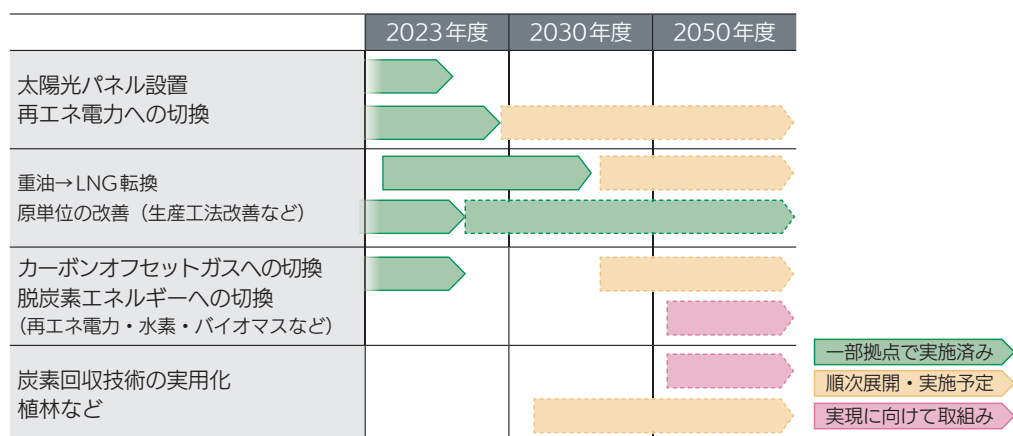 2023年度 2030年度 2050年度
太陽光パネル設置
再エネ電力への切換
重油→LNG転換
原単位の改善（生産工法改善など）
カーボンオフセットガスへの切換
脱炭素エネルギーへの切換
（再エネ電力・水素・バイオマスなど）
炭素回収技術の実用化
植林など
一部拠点で実施済み
順次展開・実施予定
実現に向けて取組み